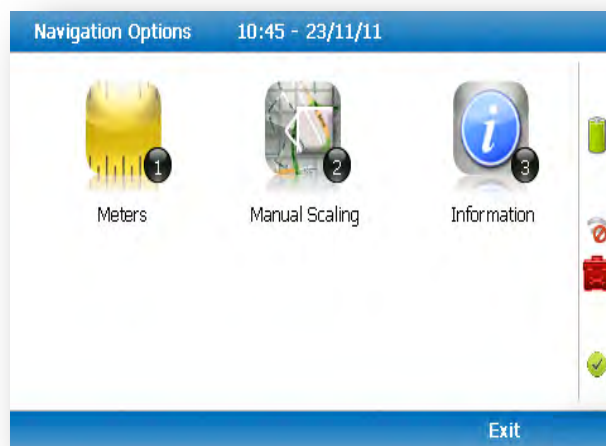 Navigation Options 10:45 - 23/11/11
1 2 3
Meters Manual Scaling Information
Exit